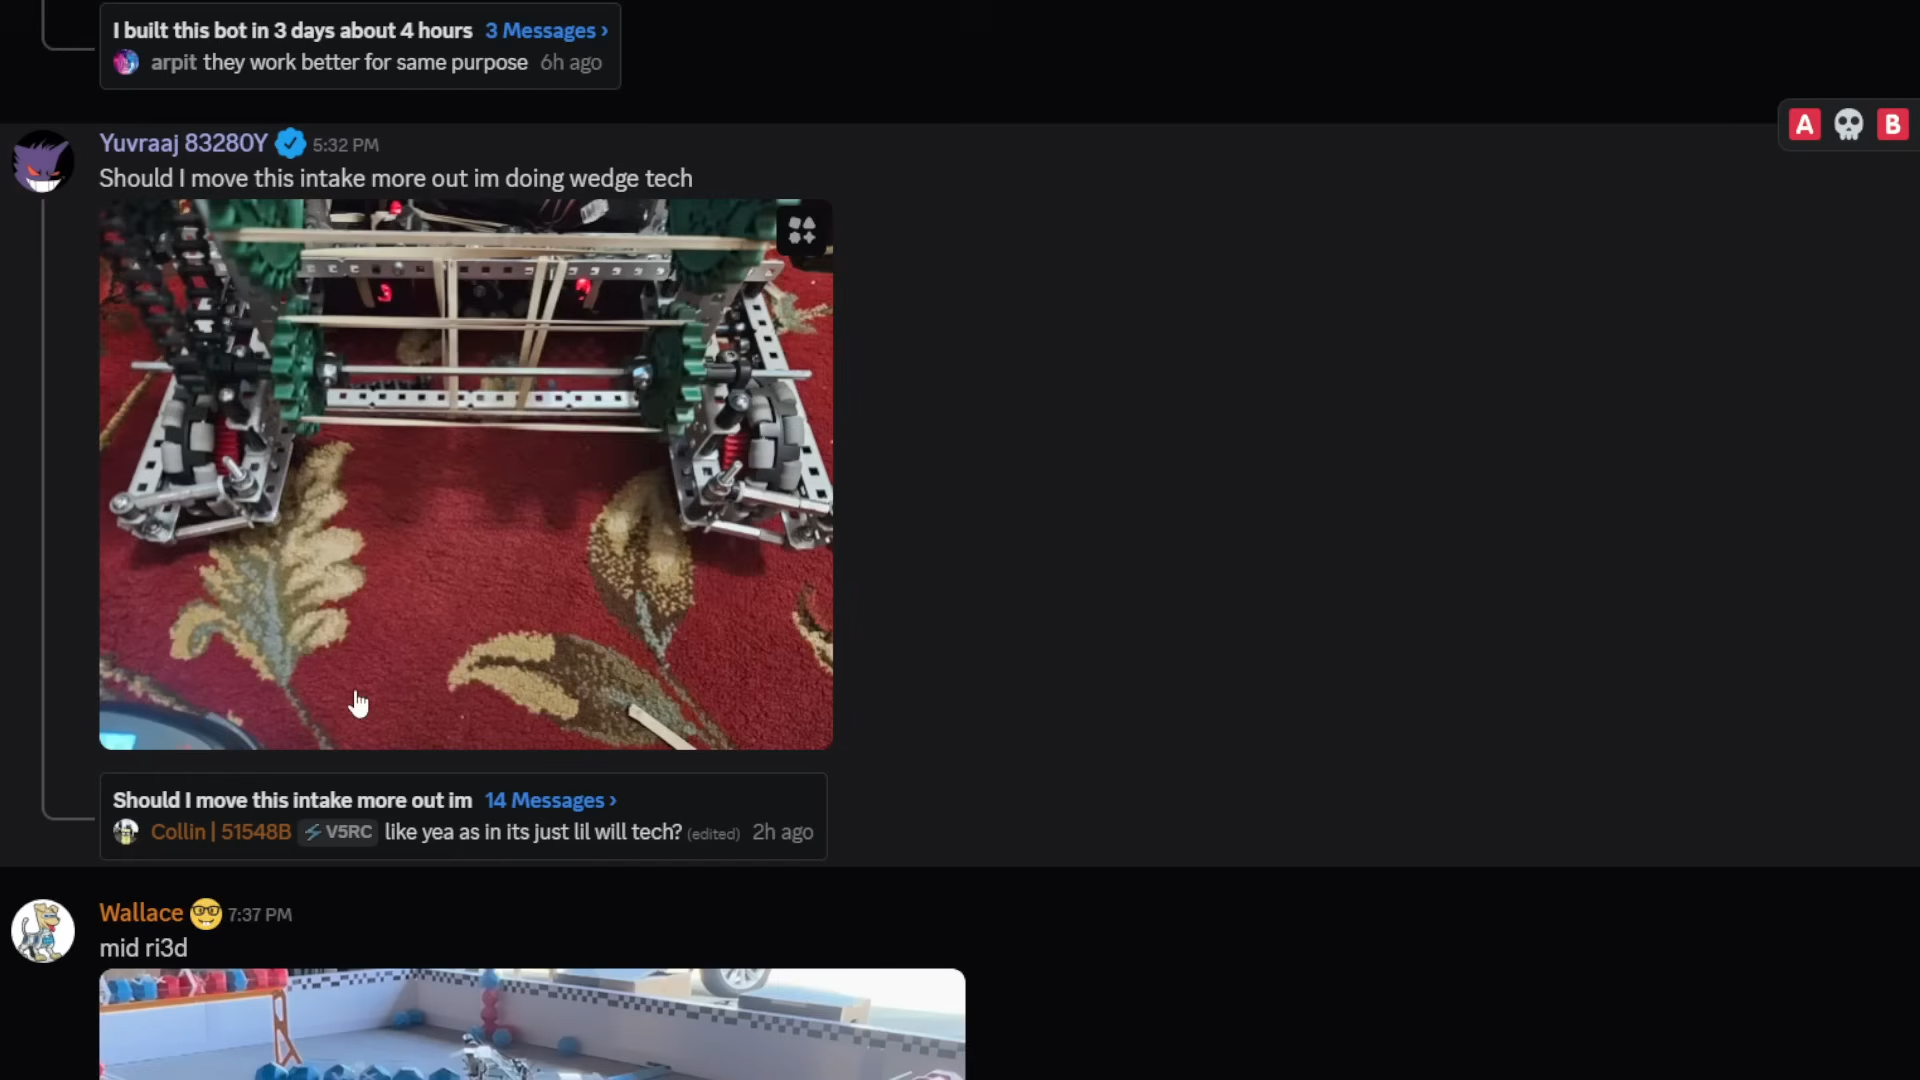 I built this bot in 3 days about 4 hours 3 Messages ›
arpit they work better for same purpose 6h ago
A B
Yuvraaj 83280Y 5:32 PM
Should I move this intake more out im doing wedge tech
Should I move this intake more out im 14 Messages ›
Collin | 51548B V5RC like yea as in its just lil will tech? (edited) 2h ago
Wallace 7:37 PM
mid ri3d